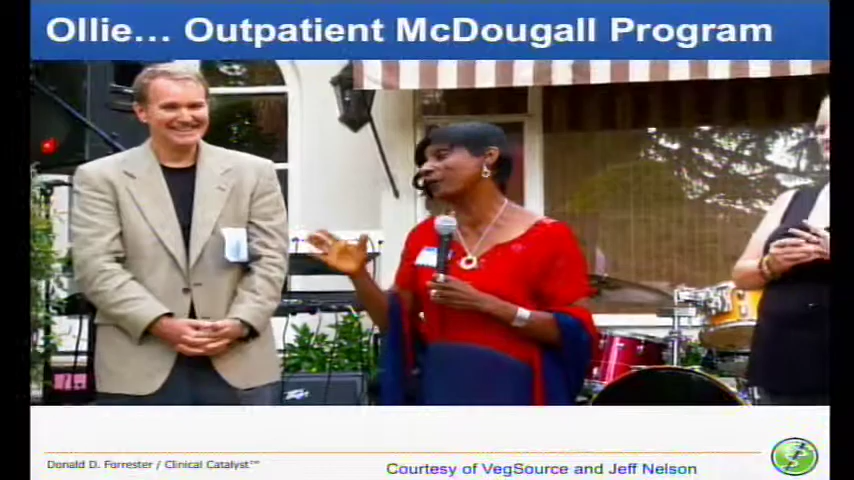 Ollie... Outpatient McDougall Program
Donald D. Forrester / Clinical Catalyst™
Courtesy of VegSource and Jeff Nelson